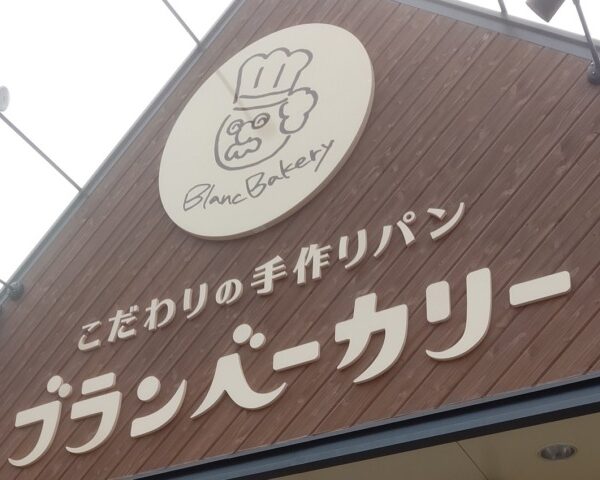 Blanc Bakery
こだわりの手作りパン
ブランベーカリー